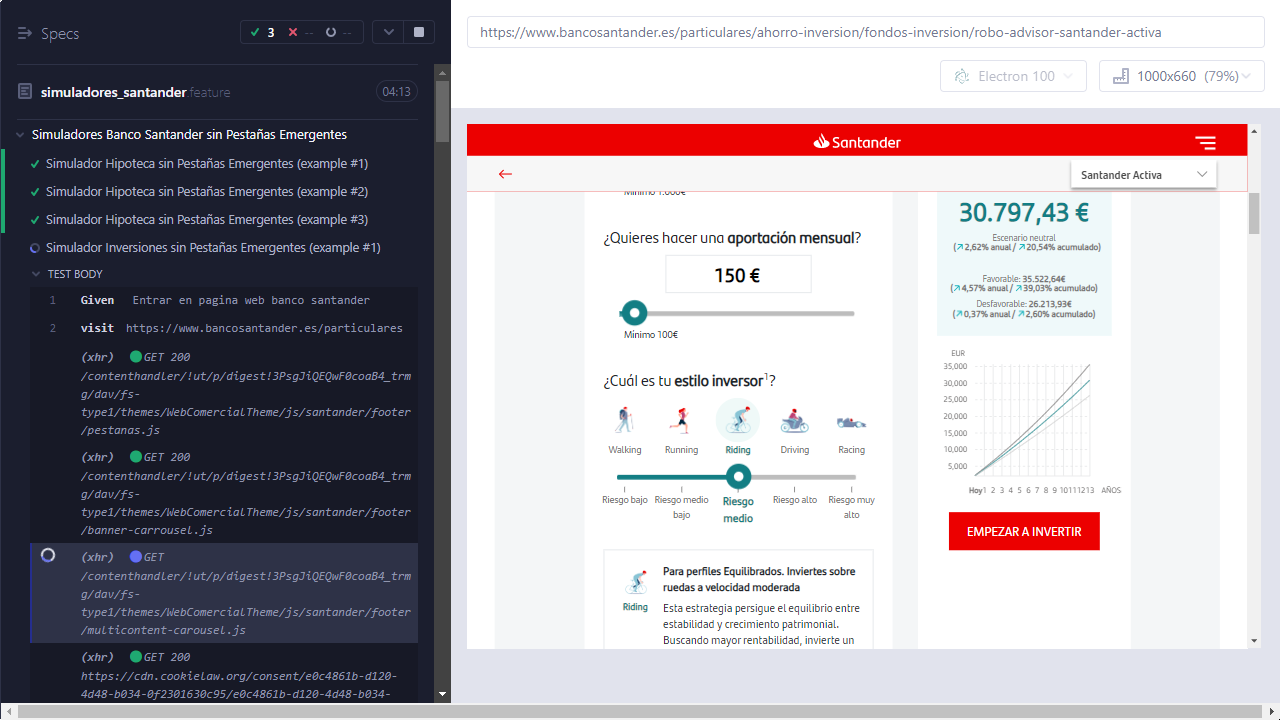 Specs
3
--
--
simuladores_santander.feature
04:13
Simuladores Banco Santander sin Pestañas Emergentes
Simulador Hipoteca sin Pestañas Emergentes (example #1)
Simulador Hipoteca sin Pestañas Emergentes (example #2)
Simulador Hipoteca sin Pestañas Emergentes (example #3)
Simulador Inversiones sin Pestañas Emergentes (example #1)
TEST BODY
1 Given Entrar en pagina web banco santander
2 visit https://www.bancosantander.es/particulares
(xhr) GET 200
/contenthandler/!ut/p/digest!3PsgJiQEQwF0coaB4_trm
g/dav/fs-
type1/themes/WebComercialTheme/js/santander/footer
/pestanas.js
(xhr) GET 200
/contenthandler/!ut/p/digest!3PsgJiQEQwF0coaB4_trm
g/dav/fs-
type1/themes/WebComercialTheme/js/santander/footer
/banner-carrousel.js
(xhr) GET
/contenthandler/!ut/p/digest!3PsgJiQEQwF0coaB4_trm
g/dav/fs-
type1/themes/WebComercialTheme/js/santander/footer
/multicontent-carousel.js
(xhr) GET 200
https://cdn.cookielaw.org/consent/e0c4861b-d120-
4d48-b034-0f2301630c95/e0c4861b-d120-4d48-b034-
https://www.bancosantander.es/particulares/ahorro-inversion/fondos-inversion/robo-advisor-santander-activa
Electron 100
1000x660 (79%)
Santander
Santander Activa
Mínimo 1.000€
¿Quieres hacer una aportación mensual?
150 €
Mínimo 100€
¿Cuál es tu estilo inversor¹?
Walking Running Riding Driving Racing
Riesgo bajo
Riesgo medio bajo
Riesgo medio
Riesgo alto
Riesgo muy alto
Riding
Para perfiles Equilibrados. Inviertes sobre
ruedas a velocidad moderada
Esta estrategia persigue el equilibrio entre
estabilidad y crecimiento patrimonial.
Buscando mayor rentabilidad, invierte un
30.797,43 €
Escenario neutral
(↗2,62% anual / ↗20,54% acumulado)
Favorable: 35.522,64€
(↗4,57% anual / ↗39,03% acumulado)
Desfavorable: 26.213,93€
(↗0,37% anual / ↗2,60% acumulado)
EUR
35,000
30,000
25,000
20,000
15,000
10,000
5,000
Hoy 1 2 3 4 5 6 7 8 9 10 11 12 13 AÑOS
EMPEZAR A INVERTIR